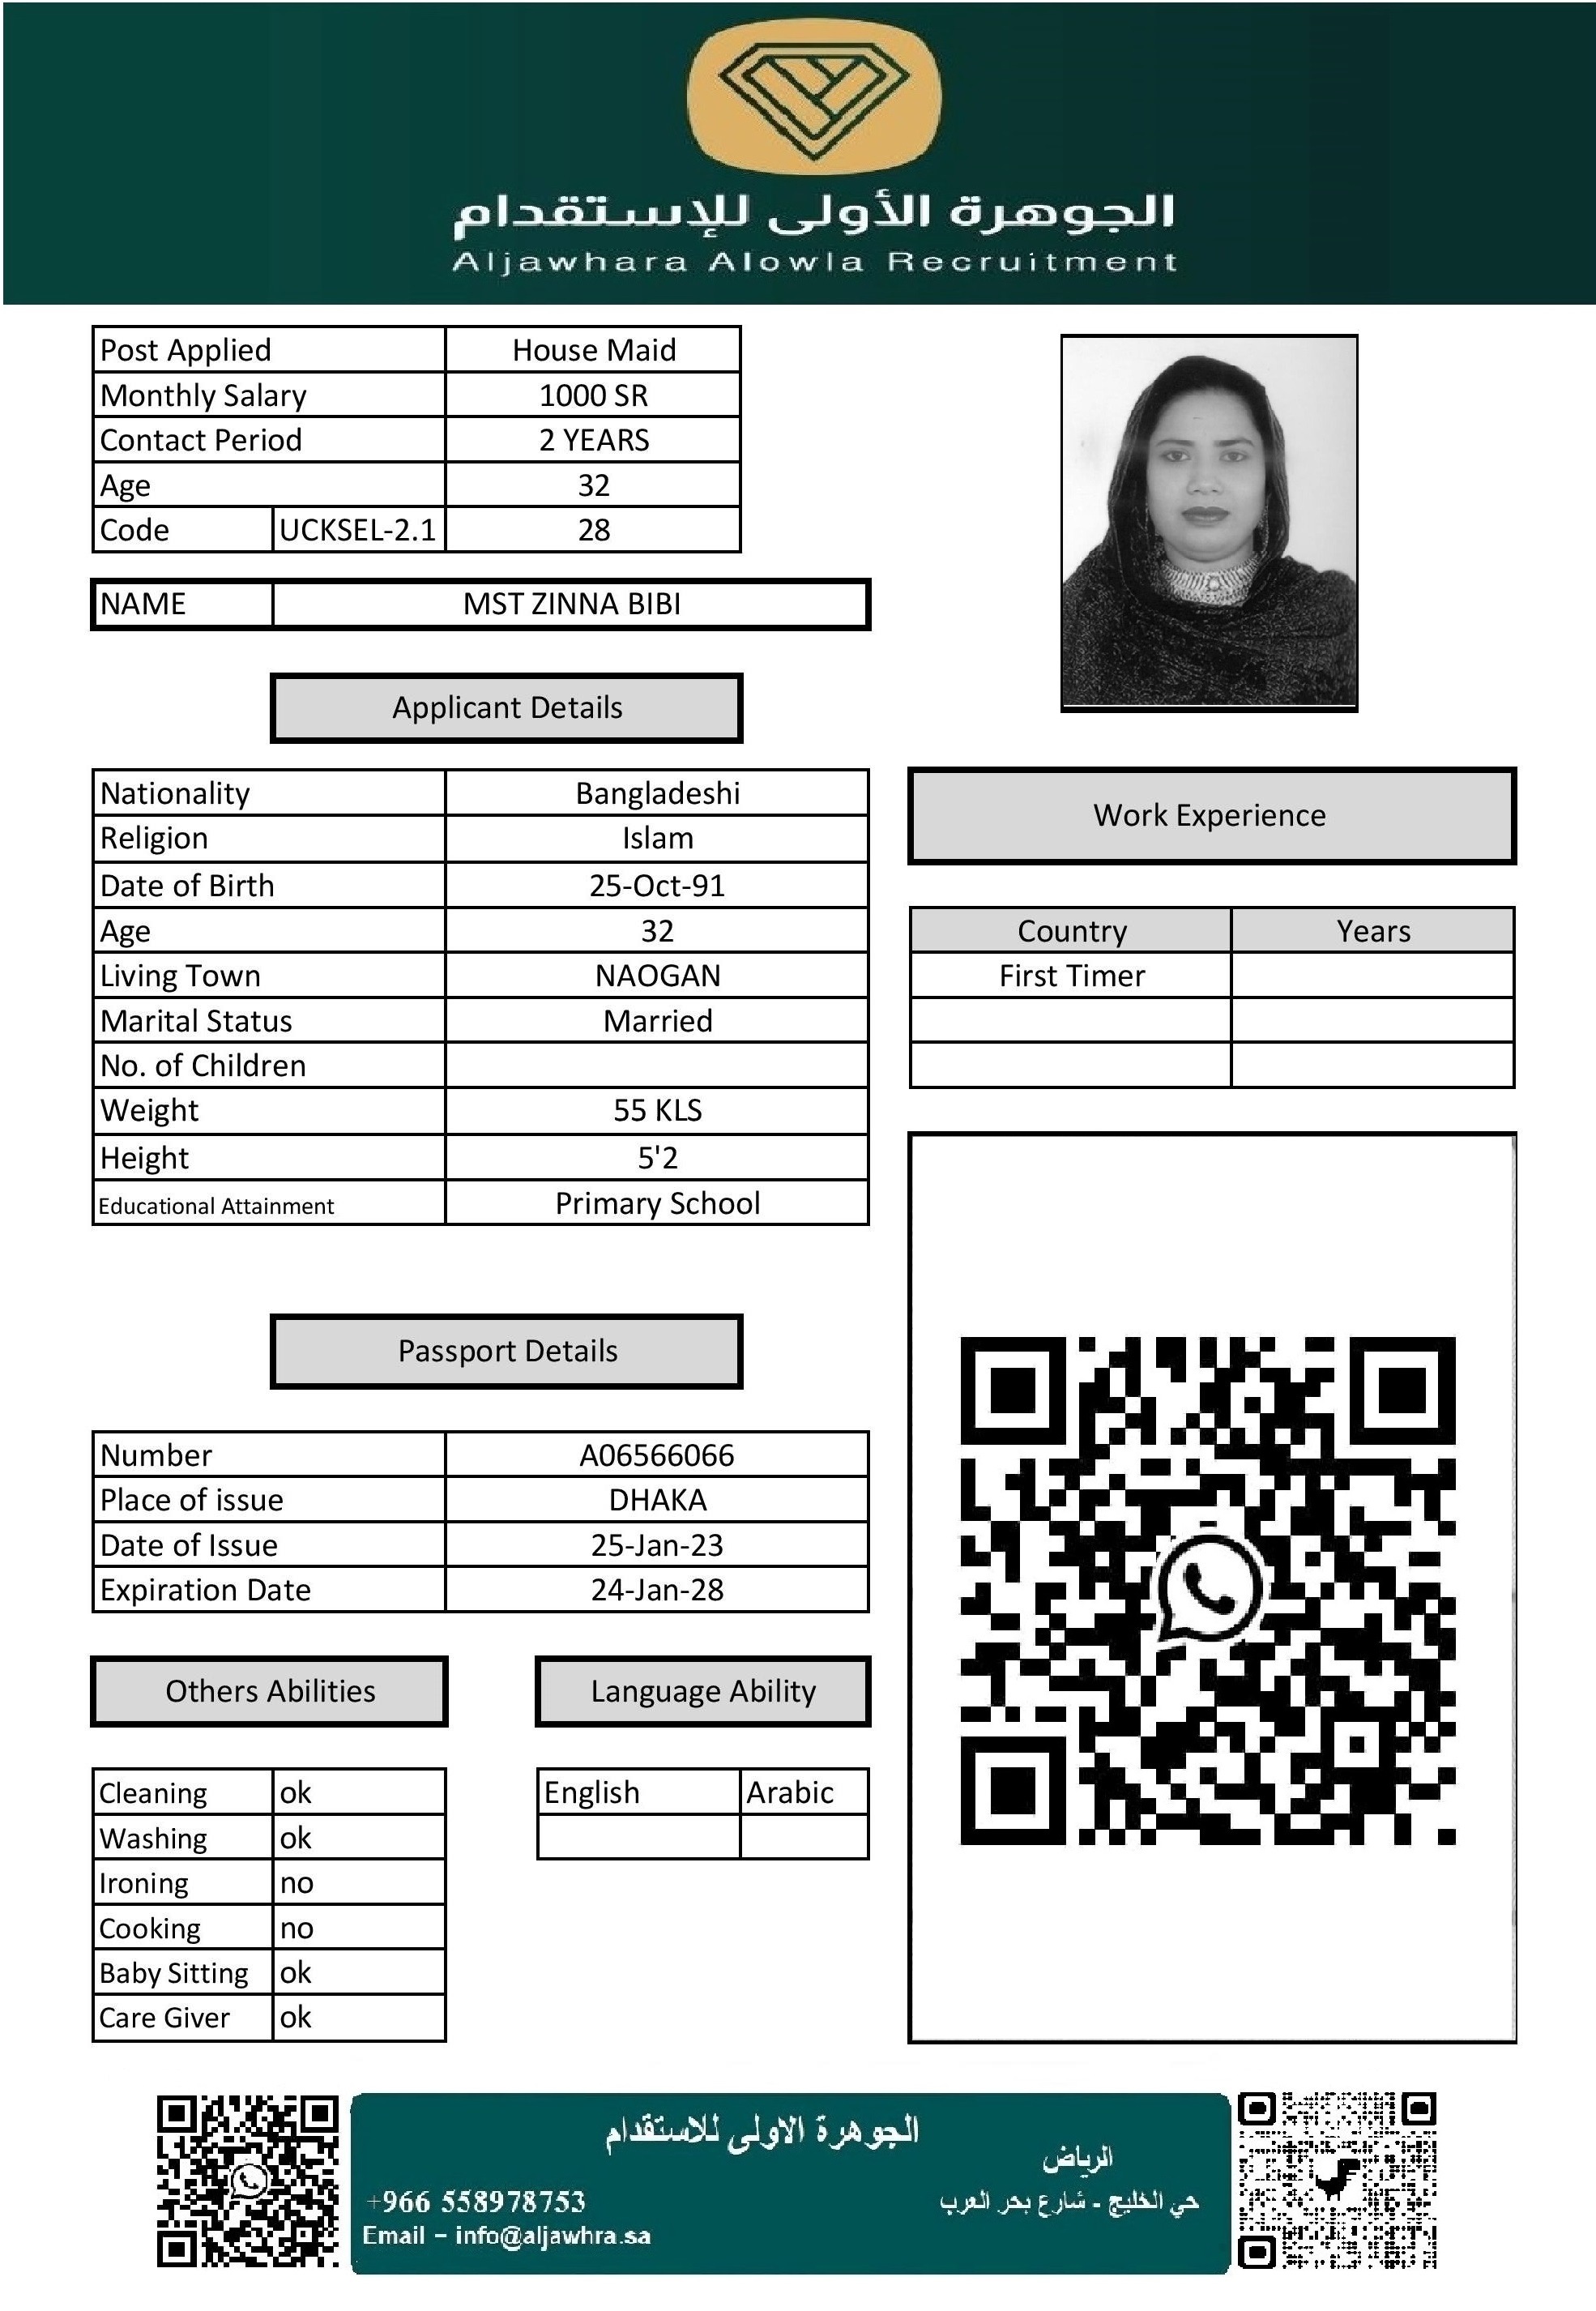 الجوهرة الأولى للإستقدام
Aljawhara Alowla Recruitment
Post Applied House Maid
Monthly Salary 1000 SR
Contact Period 2 YEARS
Age 32
Code UCKSEL-2.1 28
NAME MST ZINNA BIBI
Applicant Details
Nationality Bangladeshi
Religion Islam
Date of Birth 25-Oct-91
Age 32
Living Town NAOGAN
Marital Status Married
No. of Children
Weight 55 KLS
Height 5'2
Educational Attainment Primary School
Work Experience
Country Years
First Timer
Passport Details
Number A06566066
Place of issue DHAKA
Date of Issue 25-Jan-23
Expiration Date 24-Jan-28
Others Abilities
Cleaning ok
Washing ok
Ironing no
Cooking no
Baby Sitting ok
Care Giver ok
Language Ability
English Arabic
الجوهرة الاولى للاستقدام
الرياض
حي الخليج - شارع بحر العرب
+966 558978753
Email – info@aljawhra.sa